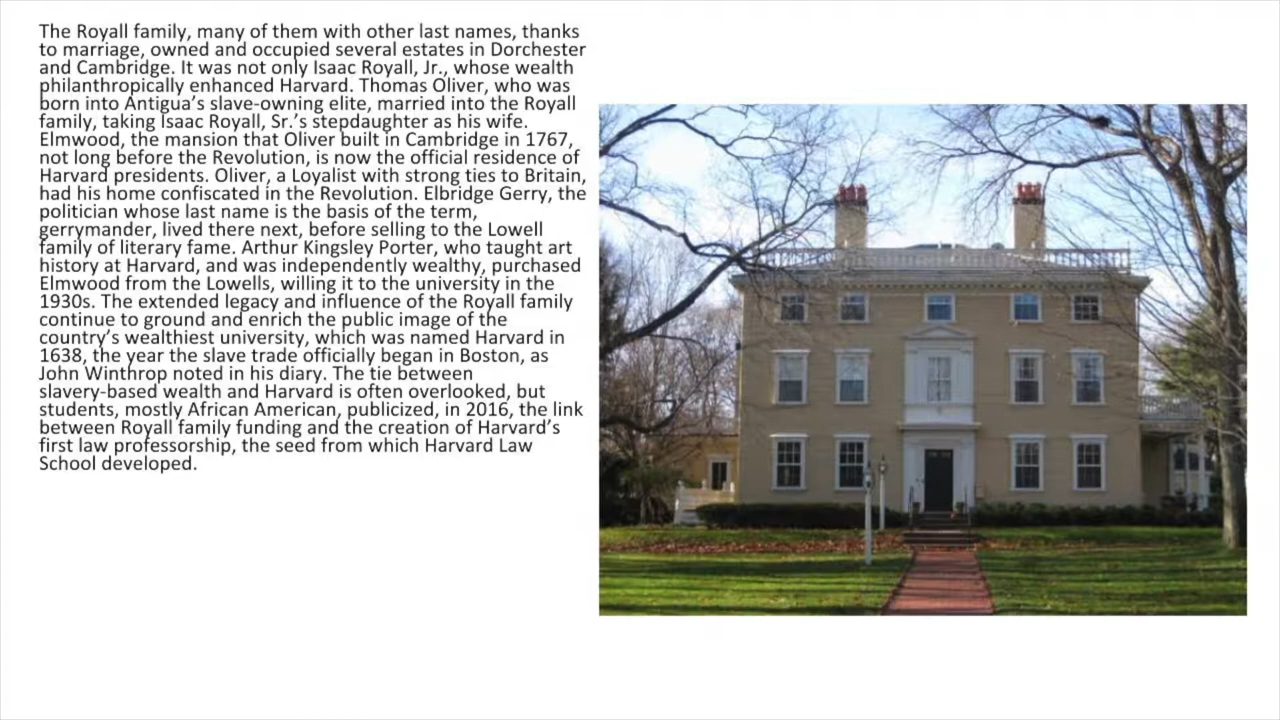 The Royall family, many of them with other last names, thanks
to marriage, owned and occupied several estates in Dorchester
and Cambridge. It was not only Isaac Royall, Jr., whose wealth
philanthropically enhanced Harvard. Thomas Oliver, who was
born into Antigua’s slave-owning elite, married into the Royall
family, taking Isaac Royall, Sr.’s stepdaughter as his wife.
Elmwood, the mansion that Oliver built in Cambridge in 1767,
not long before the Revolution, is now the official residence of
Harvard presidents. Oliver, a Loyalist with strong ties to Britain,
had his home confiscated in the Revolution. Elbridge Gerry, the
politician whose last name is the basis of the term,
gerrymander, lived there next, before selling to the Lowell
family of literary fame. Arthur Kingsley Porter, who taught art
history at Harvard, and was independently wealthy, purchased
Elmwood from the Lowells, willing it to the university in the
1930s. The extended legacy and influence of the Royall family
continue to ground and enrich the public image of the
country’s wealthiest university, which was named Harvard in
1638, the year the slave trade officially began in Boston, as
John Winthrop noted in his diary. The tie between
slavery-based wealth and Harvard is often overlooked, but
students, mostly African American, publicized, in 2016, the link
between Royall family funding and the creation of Harvard’s
first law professorship, the seed from which Harvard Law
School developed.